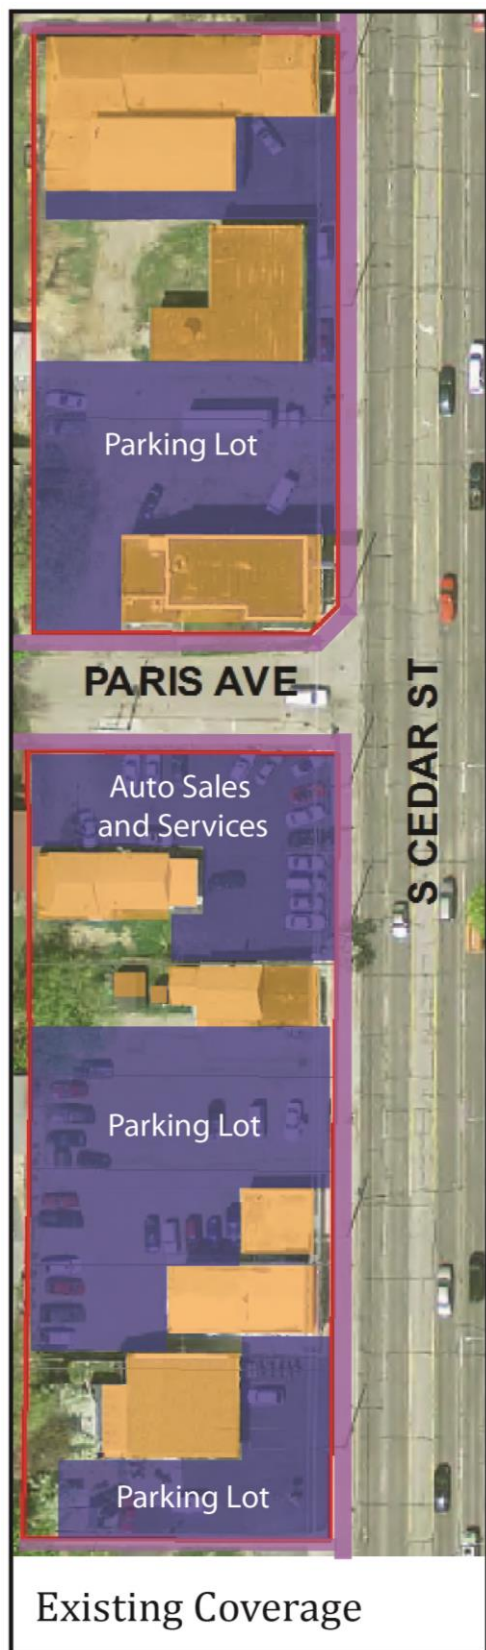 Parking Lot
PARIS AVE
S CEDAR ST
Auto Sales
and Services
Parking Lot
Parking Lot
Existing Coverage